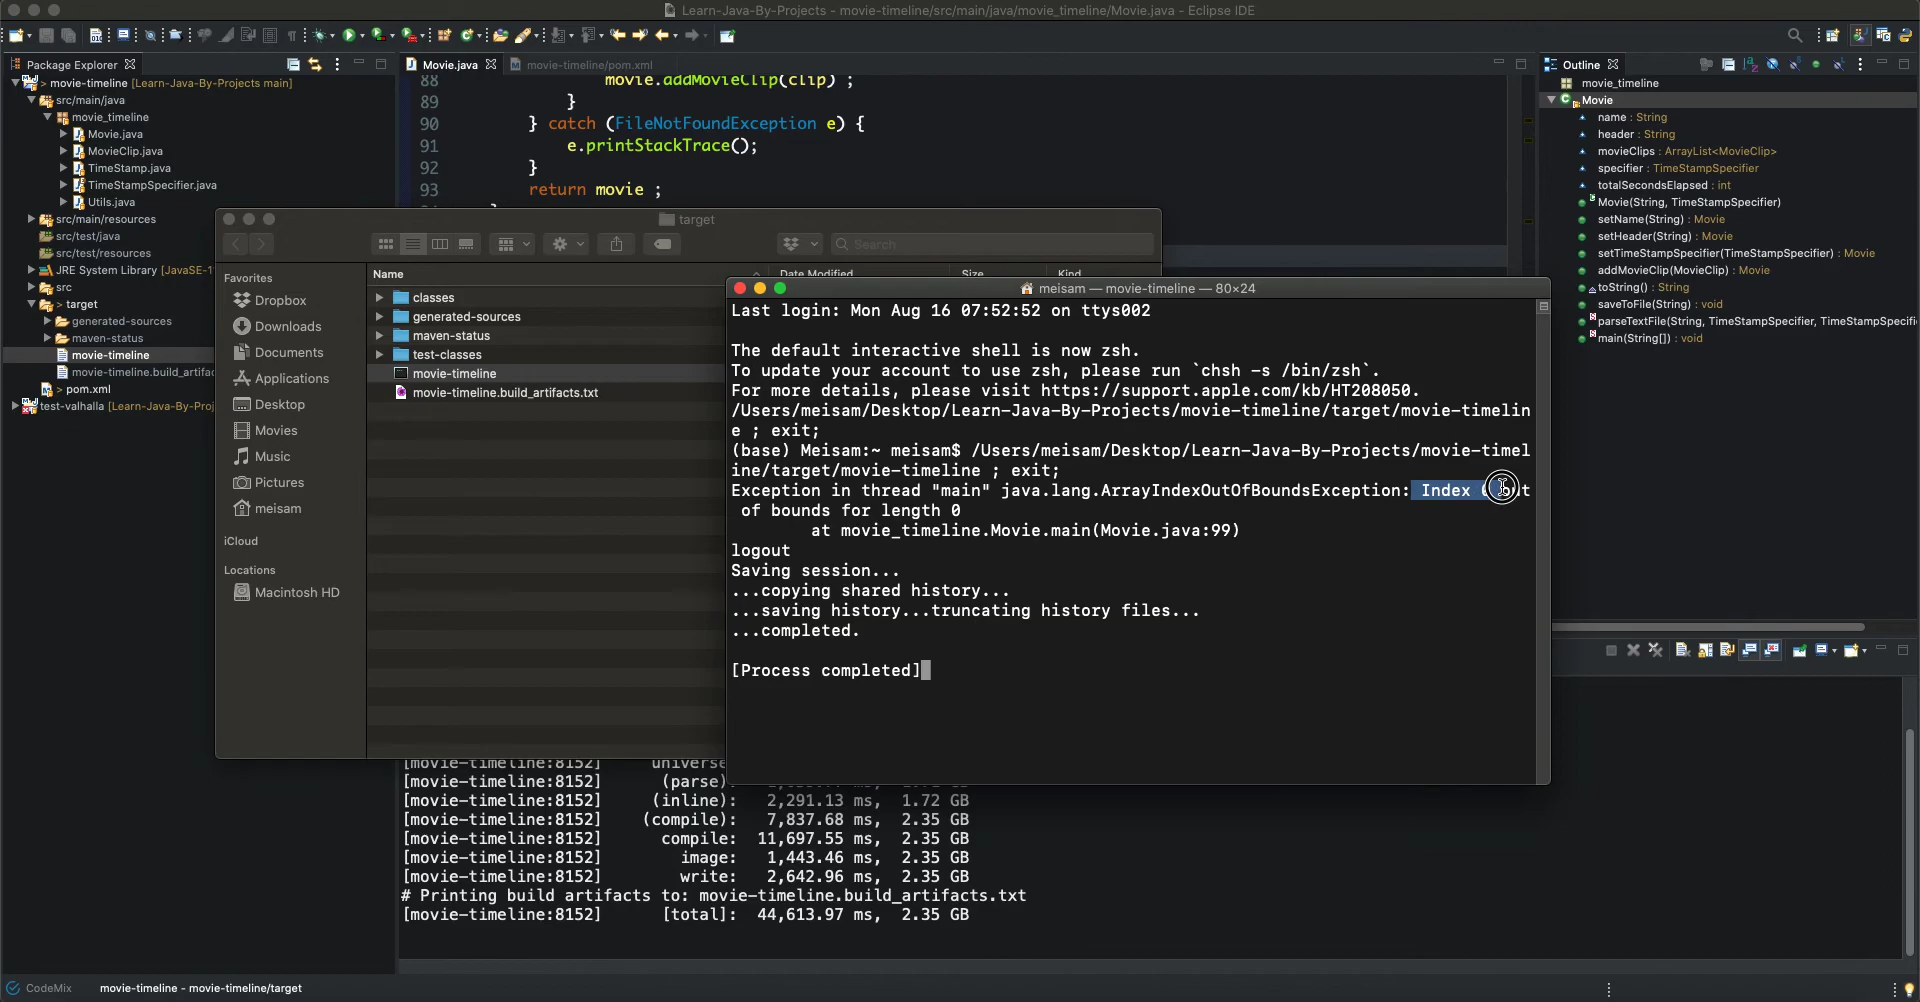 Learn-Java-By-Projects - movie-timeline/src/main/java/movie_timeline/Movie.java - Eclipse IDE
Package Explorer
movie-timeline [Learn-Java-By-Projects main]
src/main/java
movie_timeline
Movie.java
MovieClip.java
TimeStamp.java
TimeStampSpecifier.java
Utils.java
src/main/resources
src/test/java
src/test/resources
JRE System Library [JavaSE-1
src
target
generated-sources
maven-status
movie-timeline
movie-timeline.build_artifac
pom.xml
test-valhalla [Learn-Java-By-Proj
Movie.java
movie-timeline/pom.xml
88 movie.addMovieClip(clip) ;
89 }
90 } catch (FileNotFoundException e) {
91 e.printStackTrace();
92 }
93 return movie ;
Outline
movie_timeline
Movie
name : String
header : String
movieClips : ArrayList<MovieClip>
specifier : TimeStampSpecifier
totalSecondsElapsed : int
Movie(String, TimeStampSpecifier)
setName(String) : Movie
setHeader(String) : Movie
setTimeStampSpecifier(TimeStampSpecifier) : Movie
addMovieClip(MovieClip) : Movie
toString() : String
saveToFile(String) : void
parseTextFile(String, TimeStampSpecifier, TimeStampSpecifi
main(String[]) : void
target
Search
Favorites
Dropbox
Downloads
Documents
Applications
Desktop
Movies
Music
Pictures
meisam
iCloud
Locations
Macintosh HD
Name Date Modified Size Kind
classes
generated-sources
maven-status
test-classes
movie-timeline
movie-timeline.build_artifacts.txt
meisam — movie-timeline — 80×24
Last login: Mon Aug 16 07:52:52 on ttys002
The default interactive shell is now zsh.
To update your account to use zsh, please run `chsh -s /bin/zsh`.
For more details, please visit https://support.apple.com/kb/HT208050.
/Users/meisam/Desktop/Learn-Java-By-Projects/movie-timeline/target/movie-timelin
e ; exit;
(base) Meisam:~ meisam$ /Users/meisam/Desktop/Learn-Java-By-Projects/movie-timel
ine/target/movie-timeline ; exit;
Exception in thread "main" java.lang.ArrayIndexOutOfBoundsException: Index
of bounds for length 0
at movie_timeline.Movie.main(Movie.java:99)
logout
Saving session...
...copying shared history...
...saving history...truncating history files...
...completed.
[Process completed]
[movie-timeline:8152] universe
[movie-timeline:8152] (parse)
[movie-timeline:8152] (inline): 2,291.13 ms, 1.72 GB
[movie-timeline:8152] (compile): 7,837.68 ms, 2.35 GB
[movie-timeline:8152] compile: 11,697.55 ms, 2.35 GB
[movie-timeline:8152] image: 1,443.46 ms, 2.35 GB
[movie-timeline:8152] write: 2,642.96 ms, 2.35 GB
# Printing build artifacts to: movie-timeline.build_artifacts.txt
[movie-timeline:8152] [total]: 44,613.97 ms, 2.35 GB
CodeMix
movie-timeline - movie-timeline/target